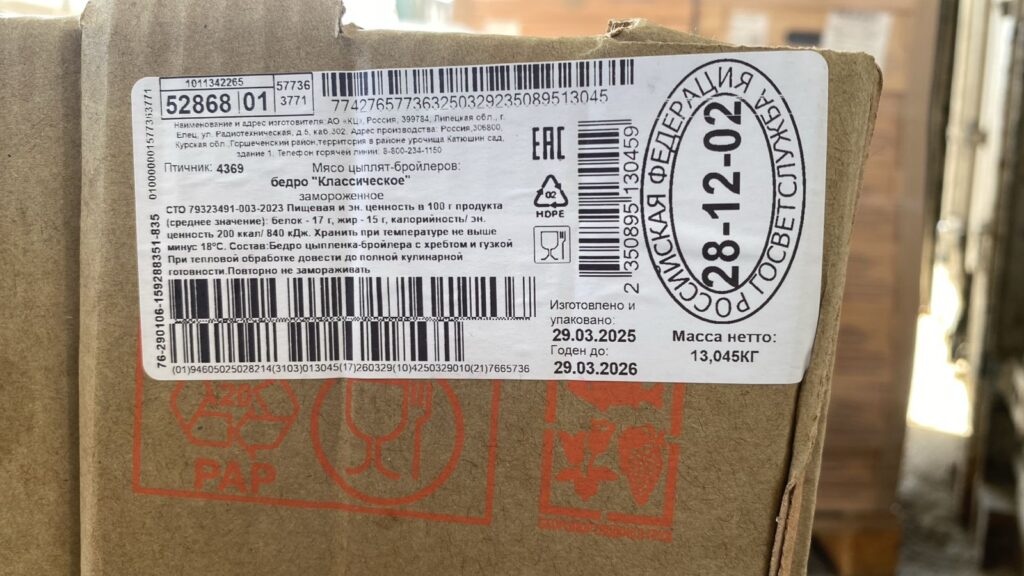 1011342265
57736
3771
52868 01
77427657736325032923508951​3045
Наименование и адрес изготовителя: АО «КЦ», Россия, 399784, Липецкая обл., г.
Елец, ул. Радиотехническая, д.5, каб.302. Адрес производства: Россия,306800,
Курская обл.,Горшеченский район,территория в районе урочища Катюшин сад,
здание 1. Телефон горячей линии: 8-800-234-1150
Птичник: 4369
Мясо цыплят-бройлеров:
бедро "Классическое"
замороженное
СТО 79323491-003-2023 Пищевая и эн. ценность в 100 г продукта
(среднее значение): белок - 17 г, жир - 15 г, калорийность/ эн.
ценность 200 ккал/ 840 кДж. Хранить при температуре не выше
минус 18°С. Состав:Бедро цыпленка-бройлера с хребтом и гузкой
При тепловой обработке довести до полной кулинарной
готовности.Повторно не замораживать
(01)94605025028214(3103)013045(17)260329(10)4250329010(21)7665736
76-290106-159288351-835
0100000015773637​71
EAC
02
HDPE
2 350895 130459
РОССИЙСКАЯ ФЕДЕРАЦИЯ
28-12-02
ГОСВЕТСЛУЖБА
Изготовлено и
упаковано:
29.03.2025
Годен до:
29.03.2026
Масса нетто:
13,045КГ
20
PAP